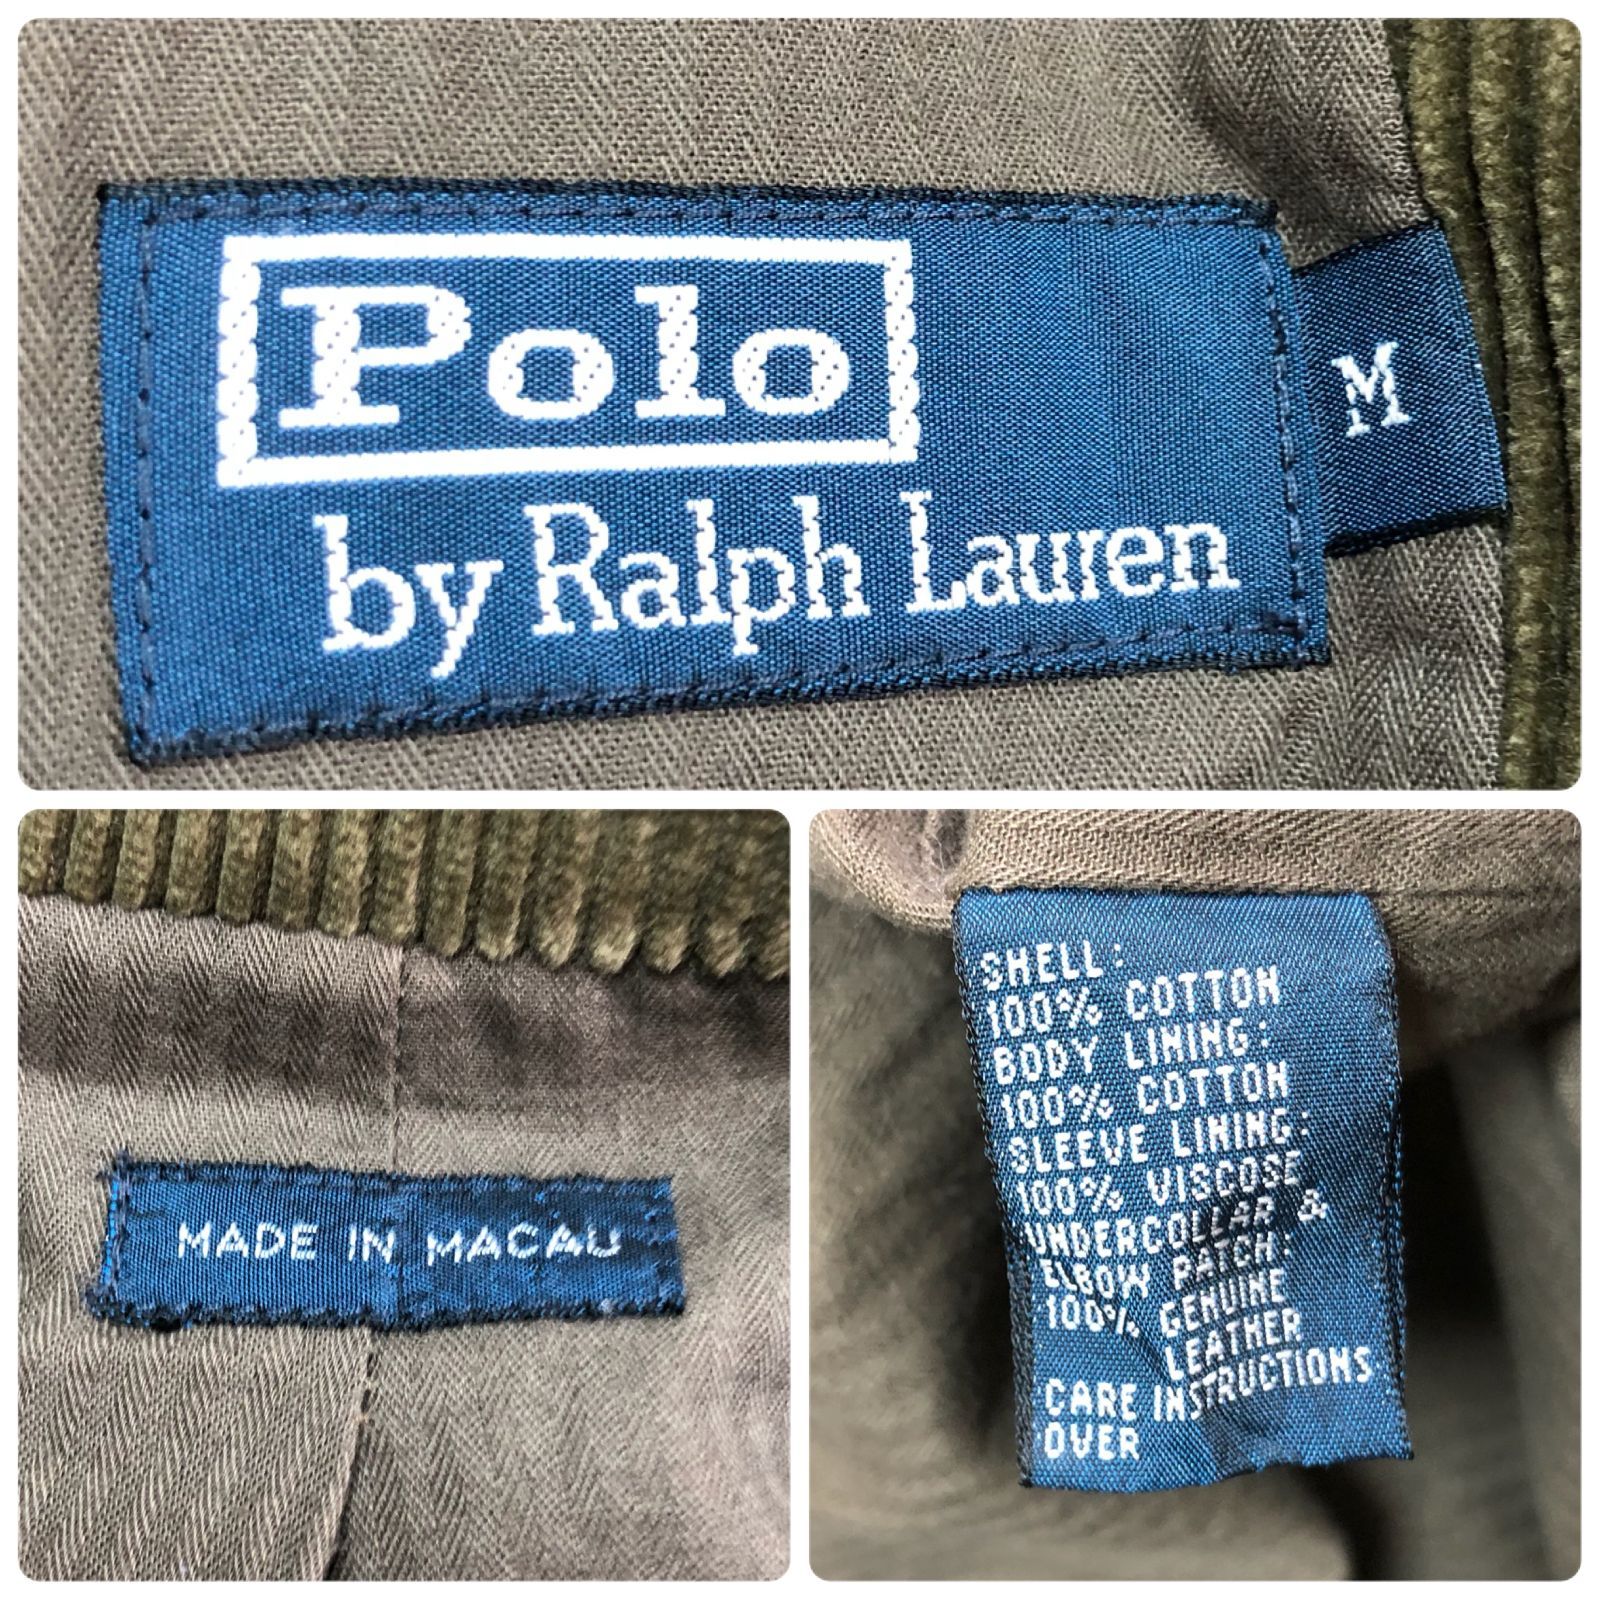 Polo
by Ralph Lauren
M
MADE IN MACAU
SHELL:
100% COTTON
BODY LINING:
100% COTTON
SLEEVE LINING:
100% VISCOSE
UNDERCOLLAR &
ELBOW PATCH:
100% GENUINE
LEATHER
CARE INSTRUCTIONS
OVER